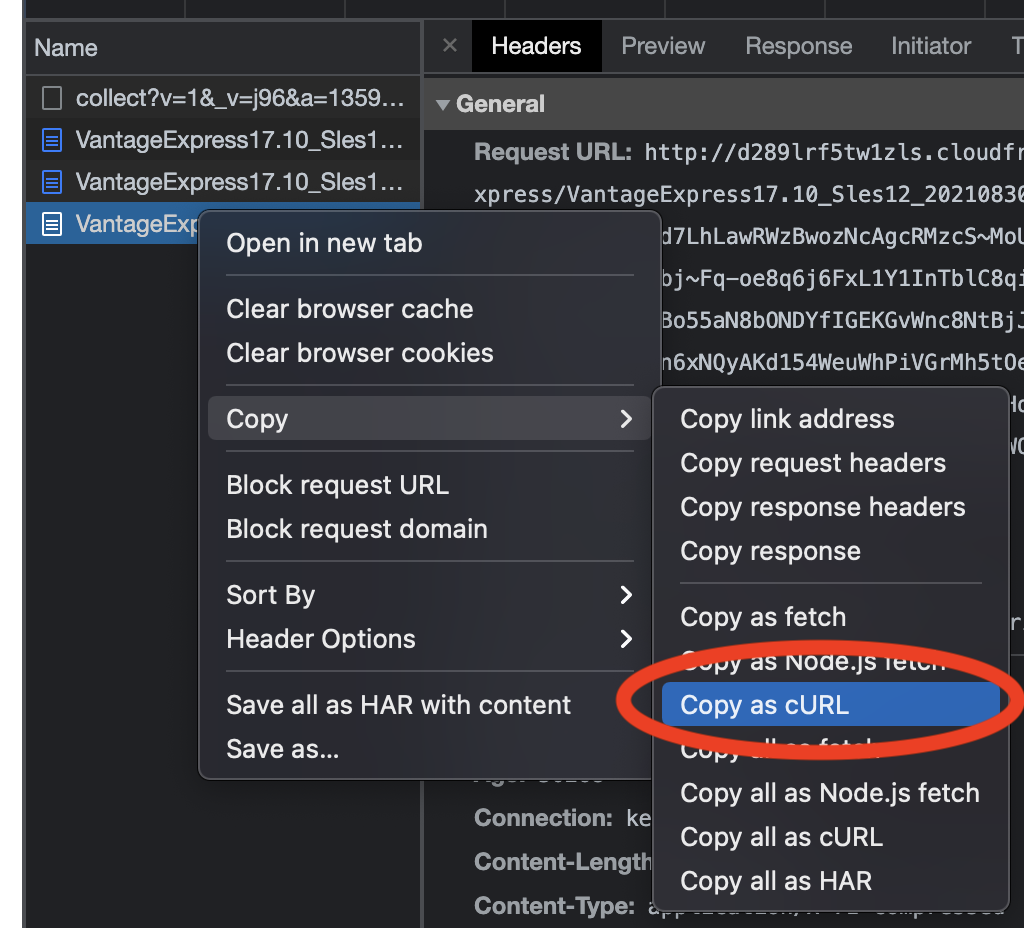 Name
× Headers Preview Response Initiator T
collect?v=1&_v=j96&a=1359...
VantageExpress17.10_Sles1...
VantageExpress17.10_Sles1...
VantageExp
General
Request URL: http://d289lrf5tw1zls.cloudfr
xpress/VantageExpress17.10_Sles12_20210830
d7LhLawRWzBwozNcAgcRMzcS~MoU
bj~Fq-oe8q6j6FxL1Y1InTblC8qi
Bo55aN8bONDYfIGEKGvWnc8NtBjJ
n6xNQyAKd154WeuWhPiVGrMh5tOe
Open in new tab
Clear browser cache
Clear browser cookies
Copy
Block request URL
Block request domain
Sort By
Header Options
Save all as HAR with content
Save as...
Copy link address
Copy request headers
Copy response headers
Copy response
Copy as fetch
Copy as Node.js fetch
Copy as cURL
Copy all as fetch
Copy all as Node.js fetch
Copy all as cURL
Copy all as HAR
Connection: ke
Content-Length
Content-Type: